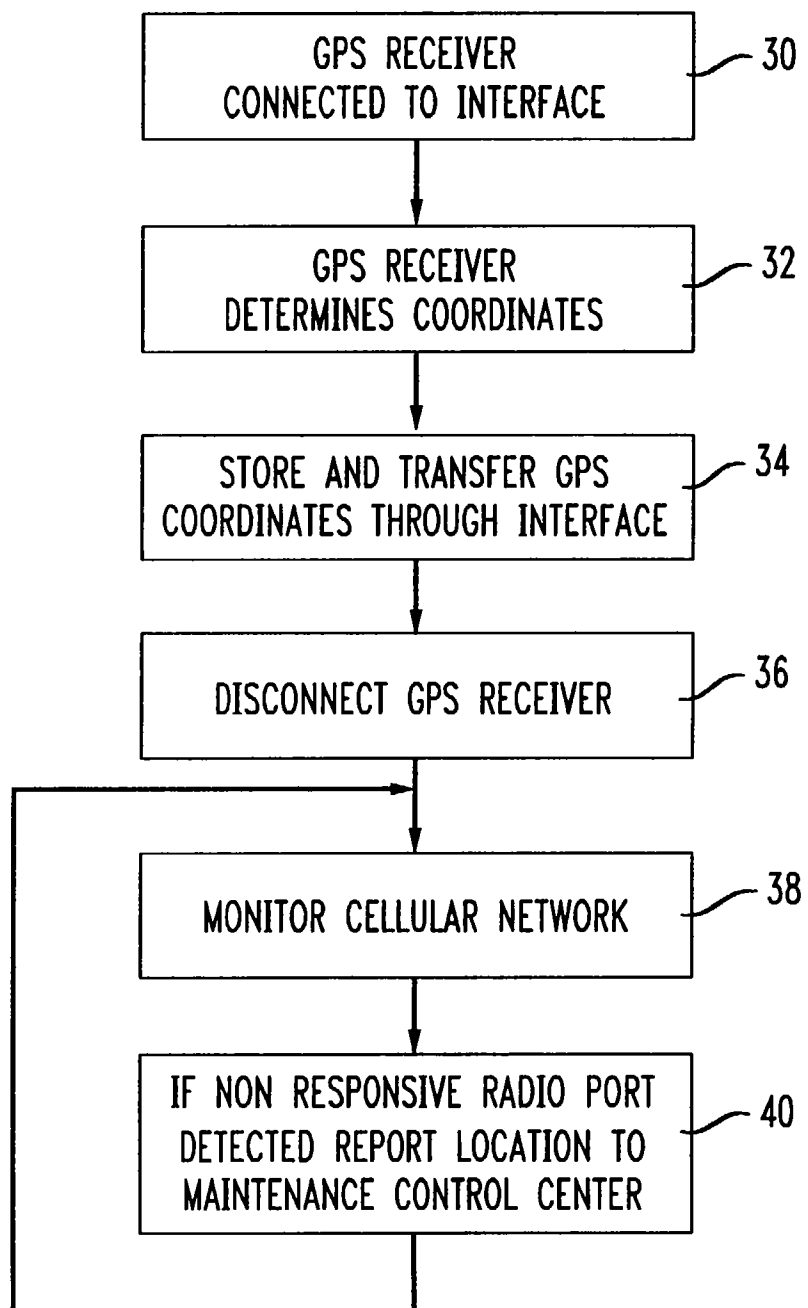 GPS RECEIVER
CONNECTED TO INTERFACE
30
GPS RECEIVER
DETERMINES COORDINATES
32
STORE AND TRANSFER GPS
COORDINATES THROUGH INTERFACE
34
DISCONNECT GPS RECEIVER
36
MONITOR CELLULAR NETWORK
38
IF NON RESPONSIVE RADIO PORT
DETECTED REPORT LOCATION TO
MAINTENANCE CONTROL CENTER
40